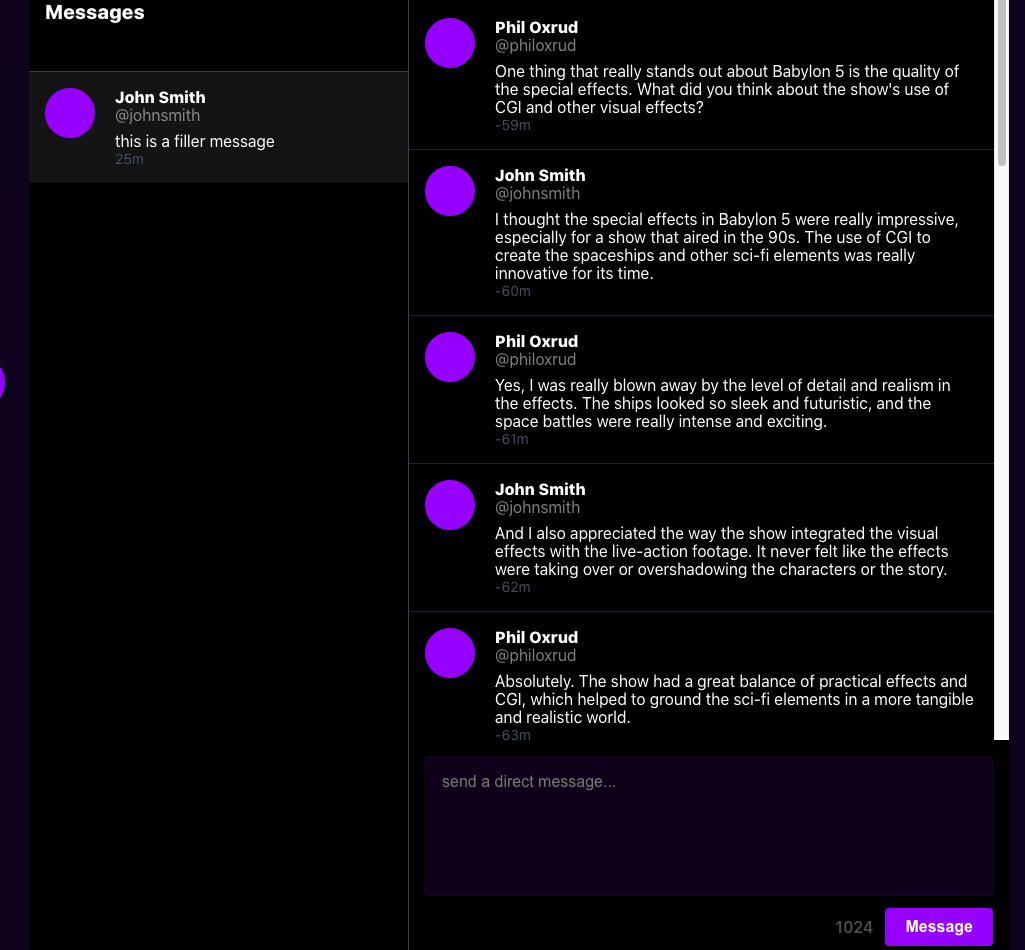 Messages
John Smith
@johnsmith
this is a filler message
25m
Phil Oxrud
@philoxrud
One thing that really stands out about Babylon 5 is the quality of
the special effects. What did you think about the show's use of
CGI and other visual effects?
-59m
John Smith
@johnsmith
I thought the special effects in Babylon 5 were really impressive,
especially for a show that aired in the 90s. The use of CGI to
create the spaceships and other sci-fi elements was really
innovative for its time.
-60m
Phil Oxrud
@philoxrud
Yes, I was really blown away by the level of detail and realism in
the effects. The ships looked so sleek and futuristic, and the
space battles were really intense and exciting.
-61m
John Smith
@johnsmith
And I also appreciated the way the show integrated the visual
effects with the live-action footage. It never felt like the effects
were taking over or overshadowing the characters or the story.
-62m
Phil Oxrud
@philoxrud
Absolutely. The show had a great balance of practical effects and
CGI, which helped to ground the sci-fi elements in a more tangible
and realistic world.
-63m
send a direct message...
1024
Message